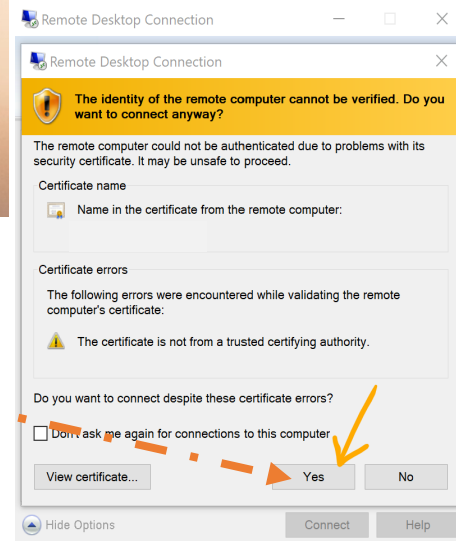 Remote Desktop Connection
Remote Desktop Connection
The identity of the remote computer cannot be verified. Do you
want to connect anyway?
The remote computer could not be authenticated due to problems with its
security certificate. It may be unsafe to proceed.
Certificate name
Name in the certificate from the remote computer:
Certificate errors
The following errors were encountered while validating the remote
computer's certificate:
The certificate is not from a trusted certifying authority.
Do you want to connect despite these certificate errors?
Don't ask me again for connections to this computer
View certificate...
Yes
No
Hide Options
Connect
Help